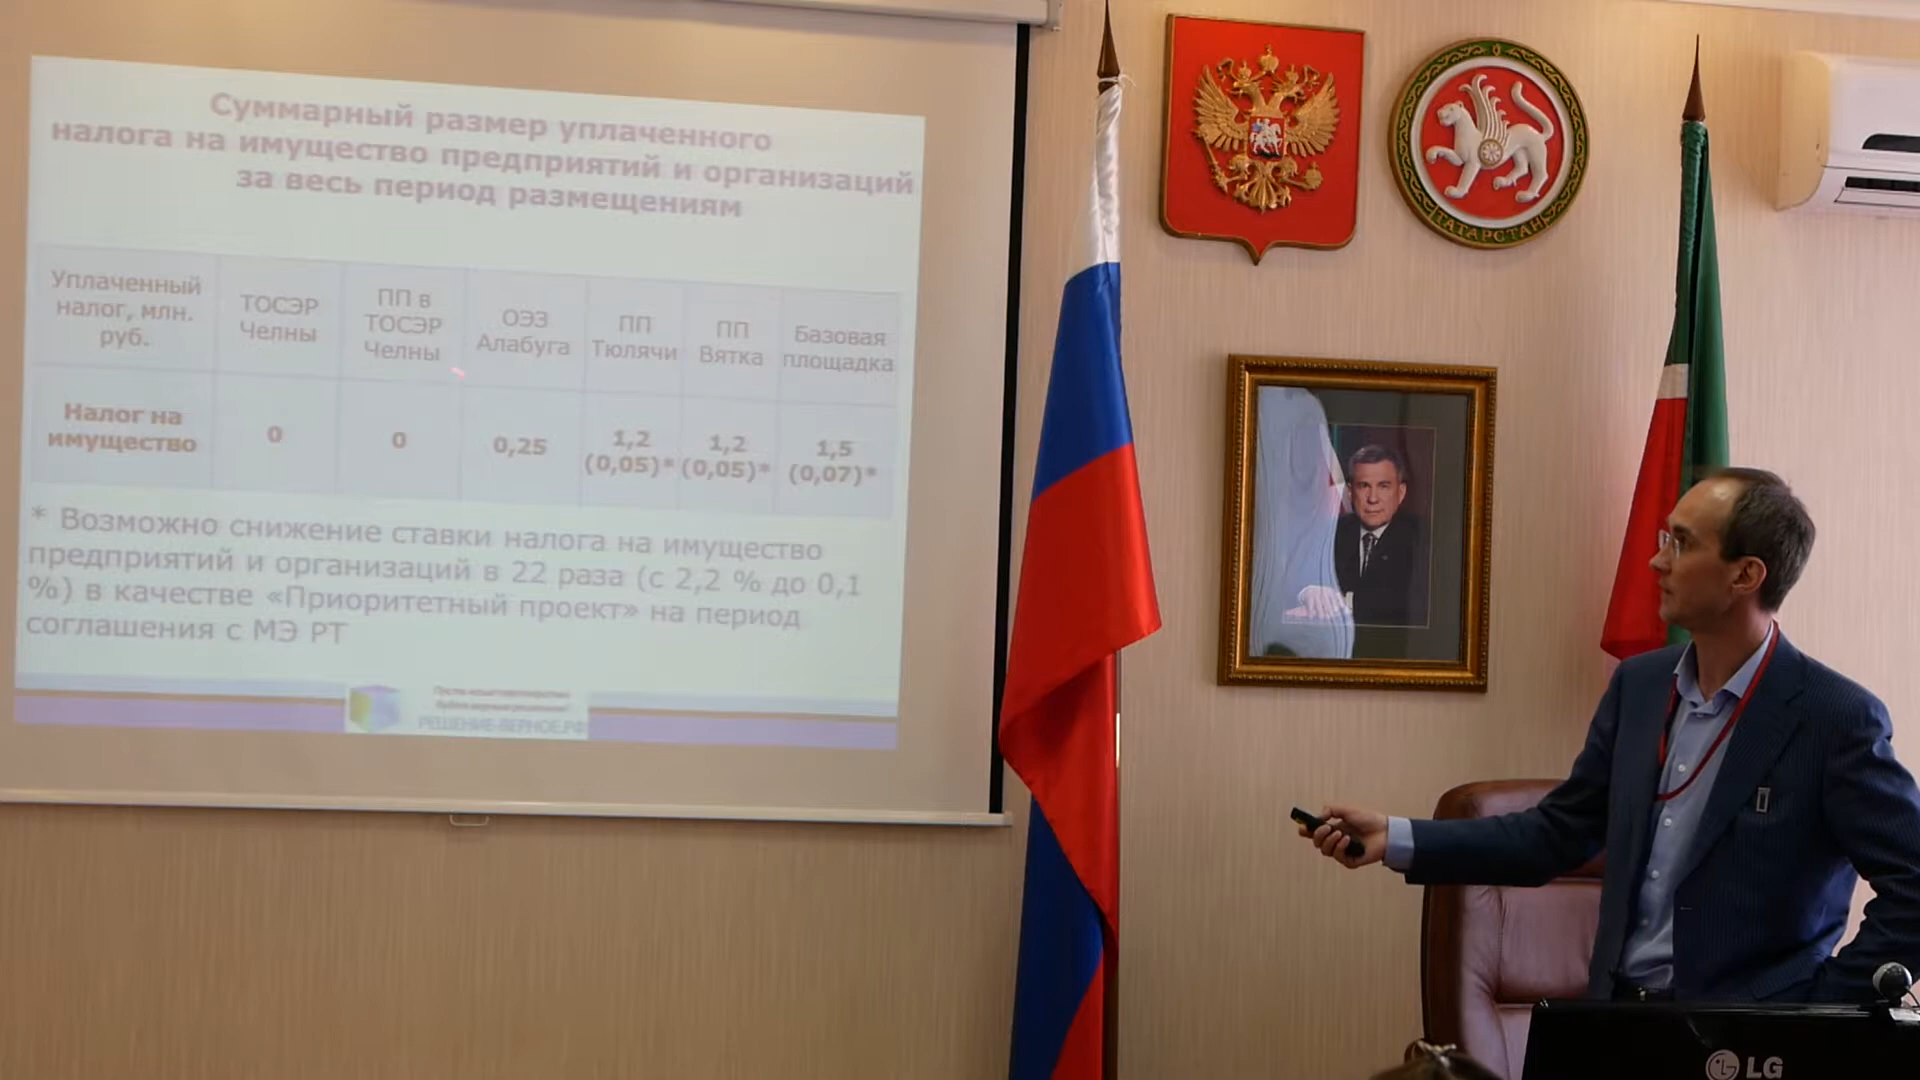 Суммарный размер уплаченного
налога на имущество предприятий и организаций
за весь период размещениям
Уплаченный
налог, млн.
руб.
ТОСЭР
Челны
ПП в
ТОСЭР
Челны
ОЭЗ
Алабуга
ПП
Тюлячи
ПП
Вятка
Базовая
площадка
Налог на
имущество
0
0
0,25
1,2
(0,05)*
1,2
(0,05)*
1,5
(0,07)*
* Возможно снижение ставки налога на имущество
предприятий и организаций в 22 раза (с 2,2 % до 0,1
%) в качестве «Приоритетный проект» на период
соглашения с МЭ РТ
РЕШЕНИЕ-ВЕРНОЕ.РФ
ТАТАРСТАН
LG